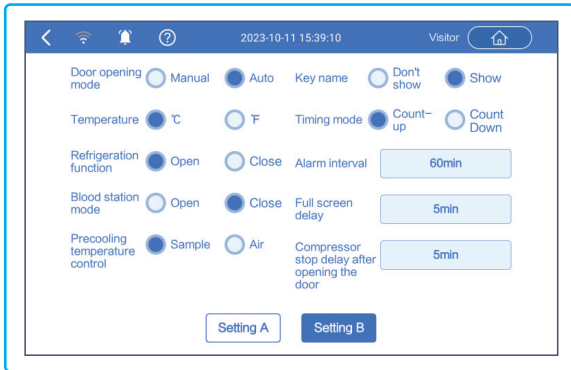 2023-10-11 15:39:10 Visitor
Door opening
mode
Manual
Auto
Key name
Don't
show
Show
Temperature
℃
℉
Timing mode
Count-
up
Count
Down
Refrigeration
function
Open
Close
Alarm interval
60min
Blood station
mode
Open
Close
Full screen
delay
5min
Precooling
temperature
control
Sample
Air
Compressor
stop delay after
opening the
door
5min
Setting A
Setting B